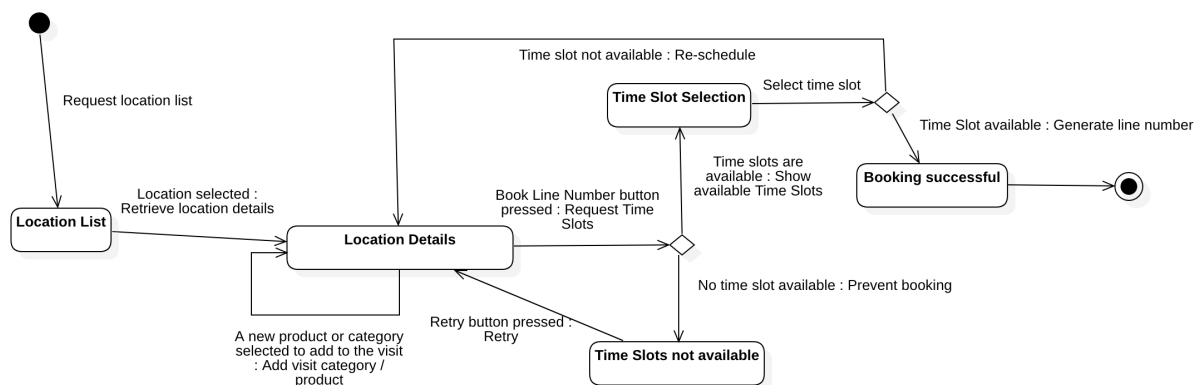 Time slot not available : Re-schedule
Request location list
Time Slot Selection
Select time slot
Time Slot available : Generate line number
Location selected :
Retrieve location details
Book Line Number button
pressed : Request Time
Slots
Time slots are
available : Show
available Time Slots
Booking successful
Location List
Location Details
No time slot available : Prevent booking
A new product or category
selected to add to the visit
: Add visit category /
product
Retry button pressed :
Retry
Time Slots not available